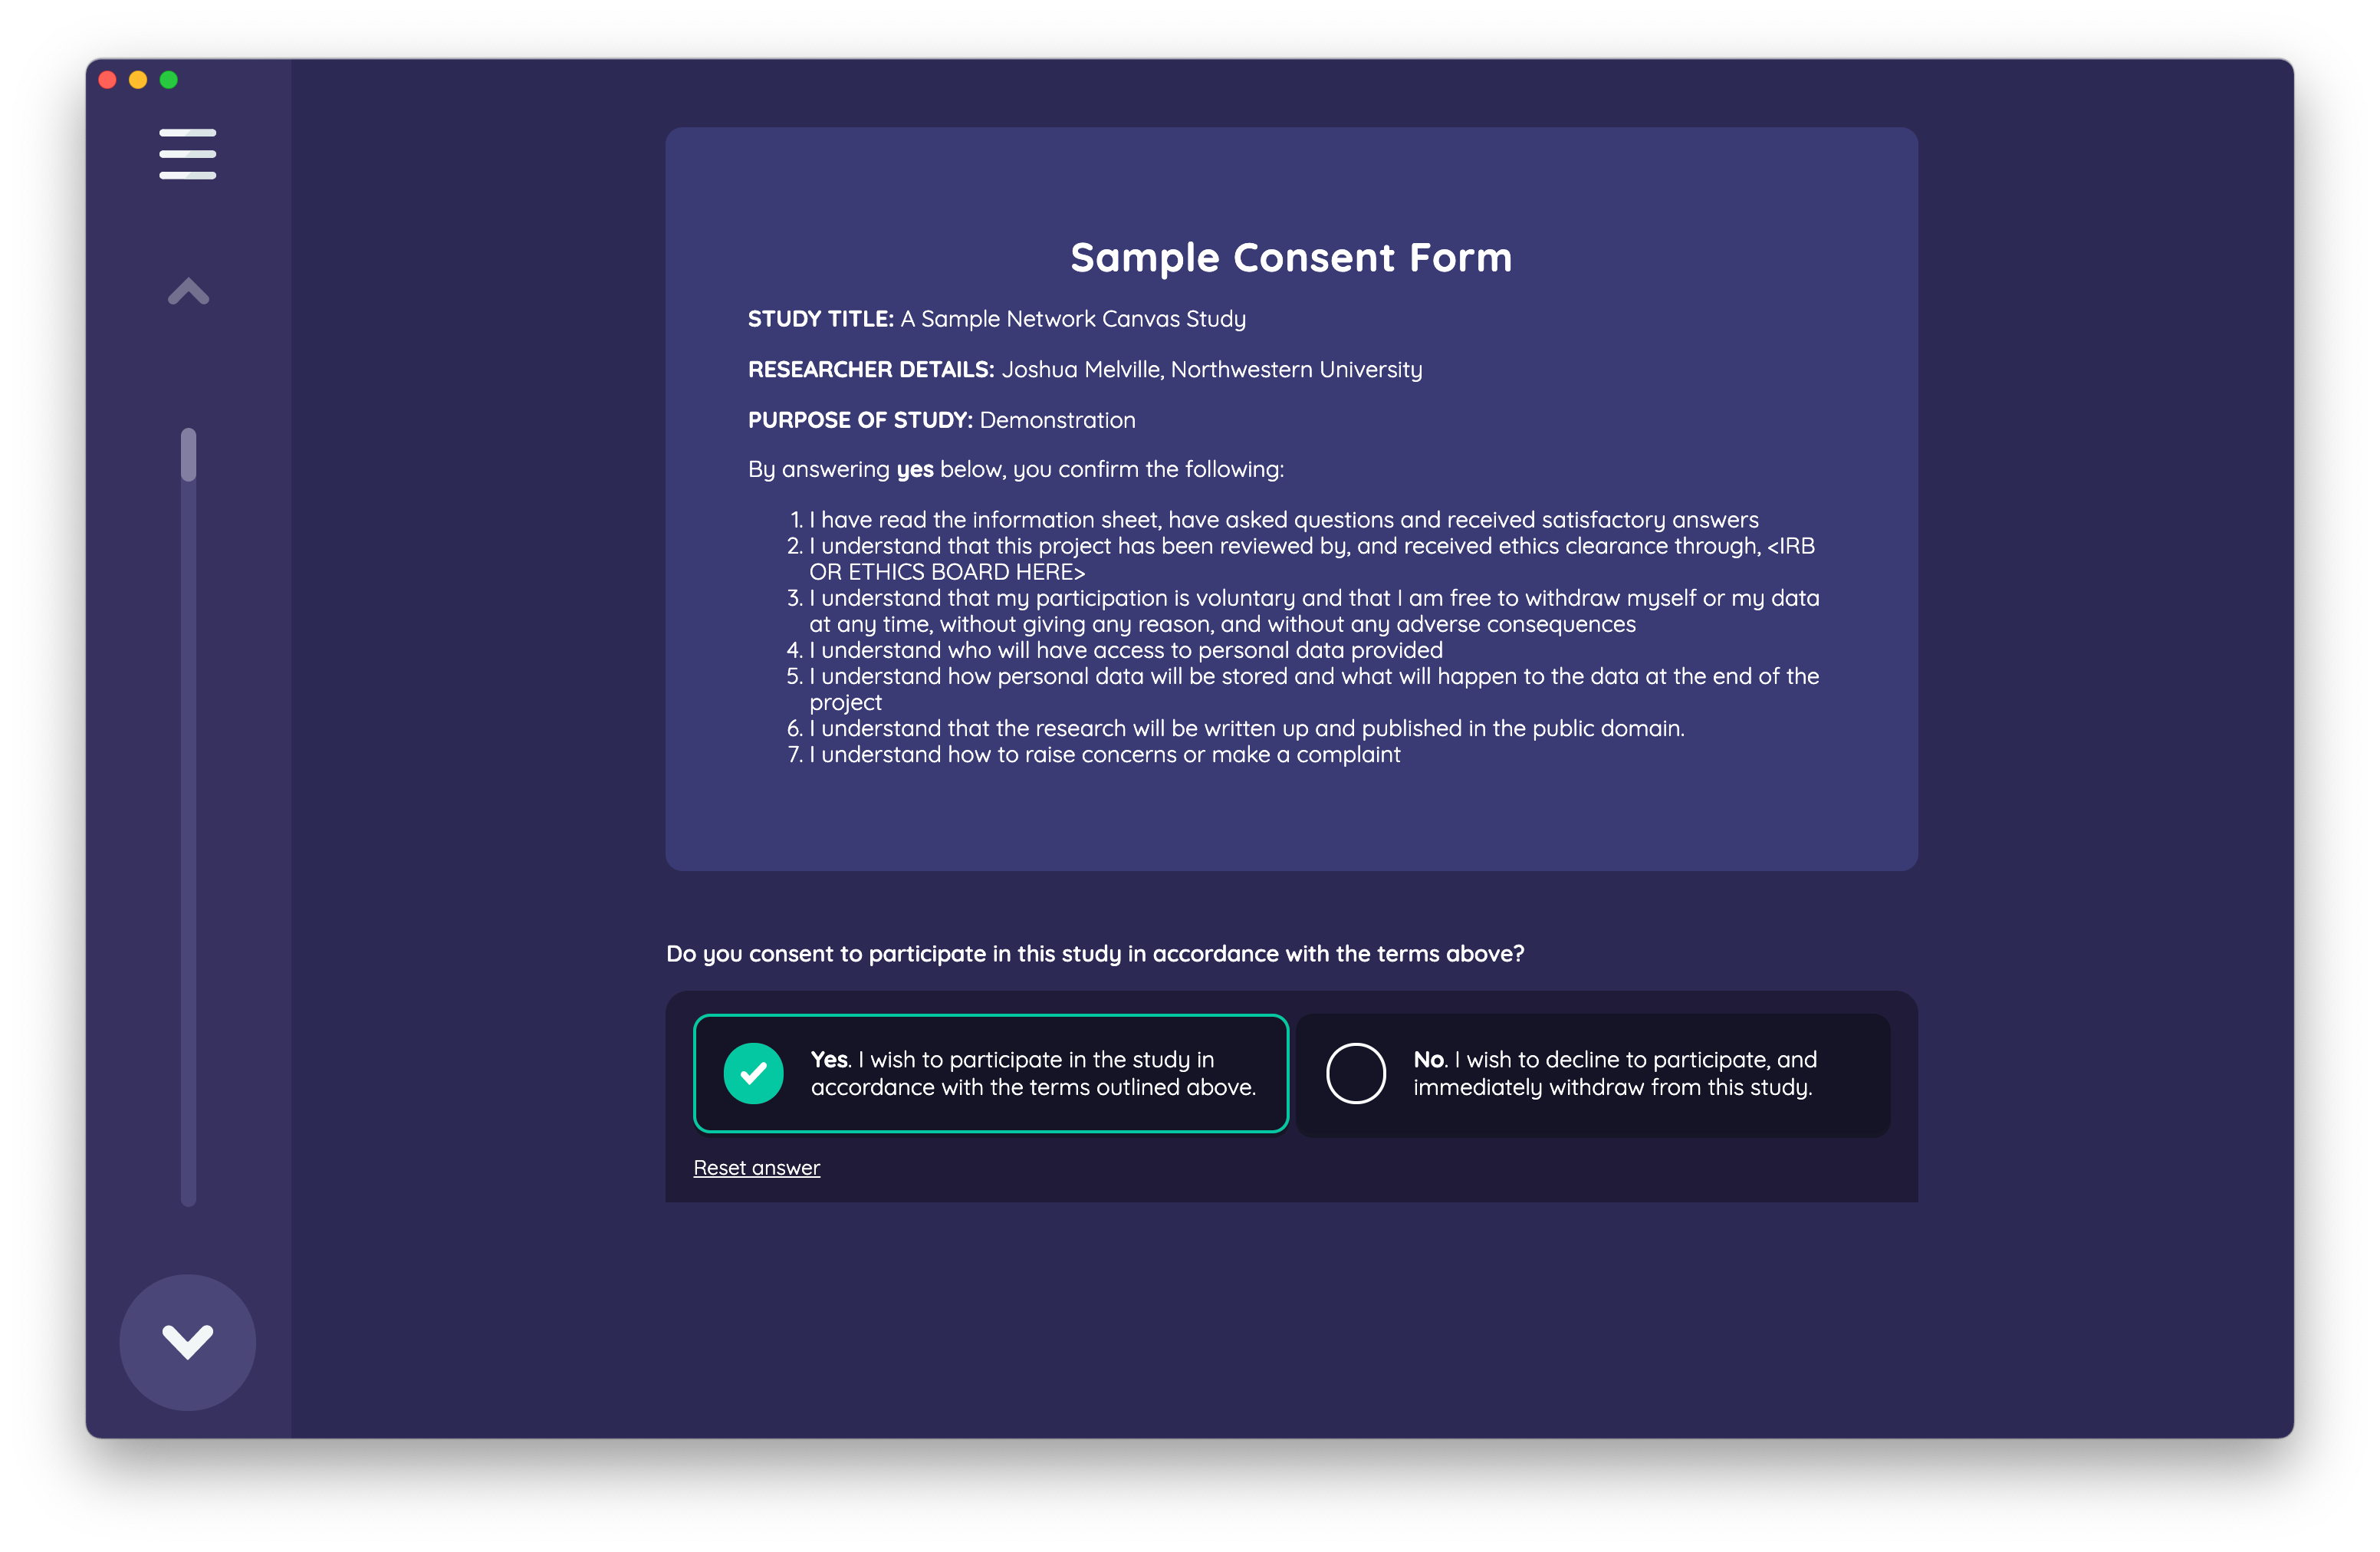 Sample Consent Form
STUDY TITLE: A Sample Network Canvas Study
RESEARCHER DETAILS: Joshua Melville, Northwestern University
PURPOSE OF STUDY: Demonstration
By answering yes below, you confirm the following:
1. I have read the information sheet, have asked questions and received satisfactory answers
2. I understand that this project has been reviewed by, and received ethics clearance through, <IRB
OR ETHICS BOARD HERE>
3. I understand that my participation is voluntary and that I am free to withdraw myself or my data
at any time, without giving any reason, and without any adverse consequences
4. I understand who will have access to personal data provided
5. I understand how personal data will be stored and what will happen to the data at the end of the
project
6. I understand that the research will be written up and published in the public domain.
7. I understand how to raise concerns or make a complaint
Do you consent to participate in this study in accordance with the terms above?
Yes. I wish to participate in the study in
accordance with the terms outlined above.
No. I wish to decline to participate, and
immediately withdraw from this study.
Reset answer